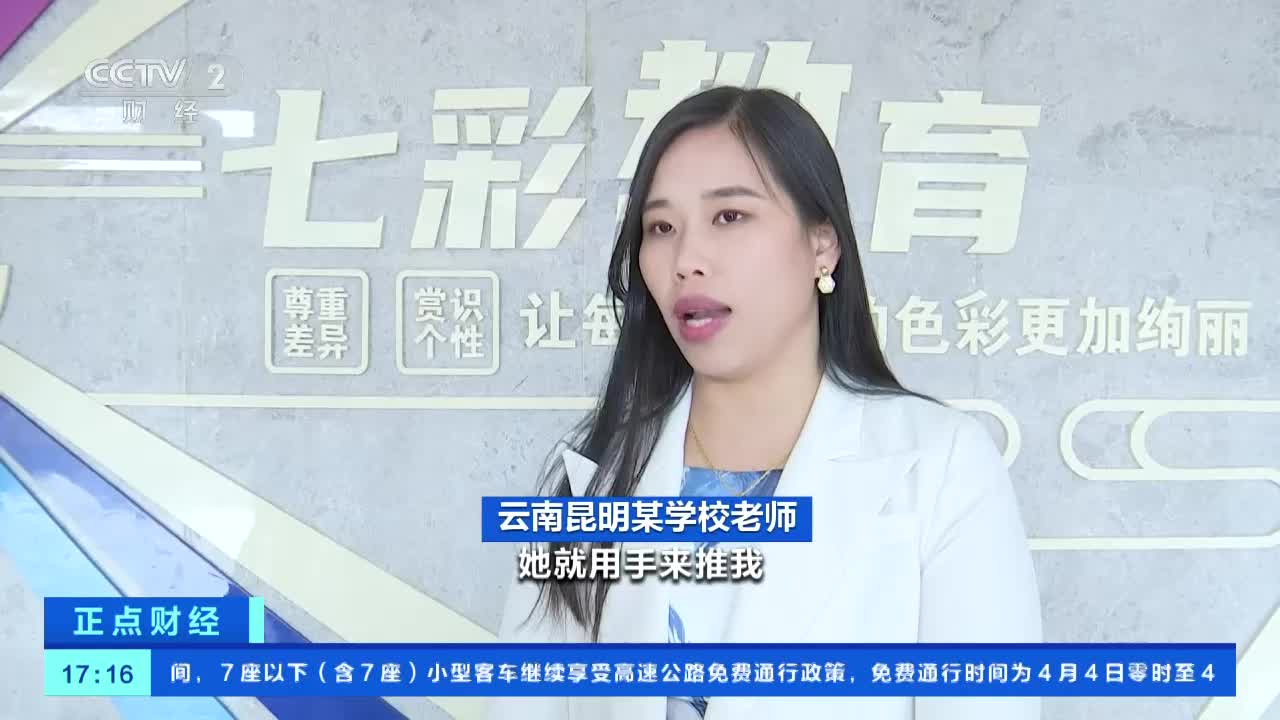 CCTV 2
财 经
七彩教育
尊重
差异
赏识
个性
让每
的色彩更加绚丽
云南昆明某学校老师
她就用手来推我
正点财经
17:16
间，7座以下（含7座）小型客车继续享受高速公路免费通行政策，免费通行时间为4月4日零时至4